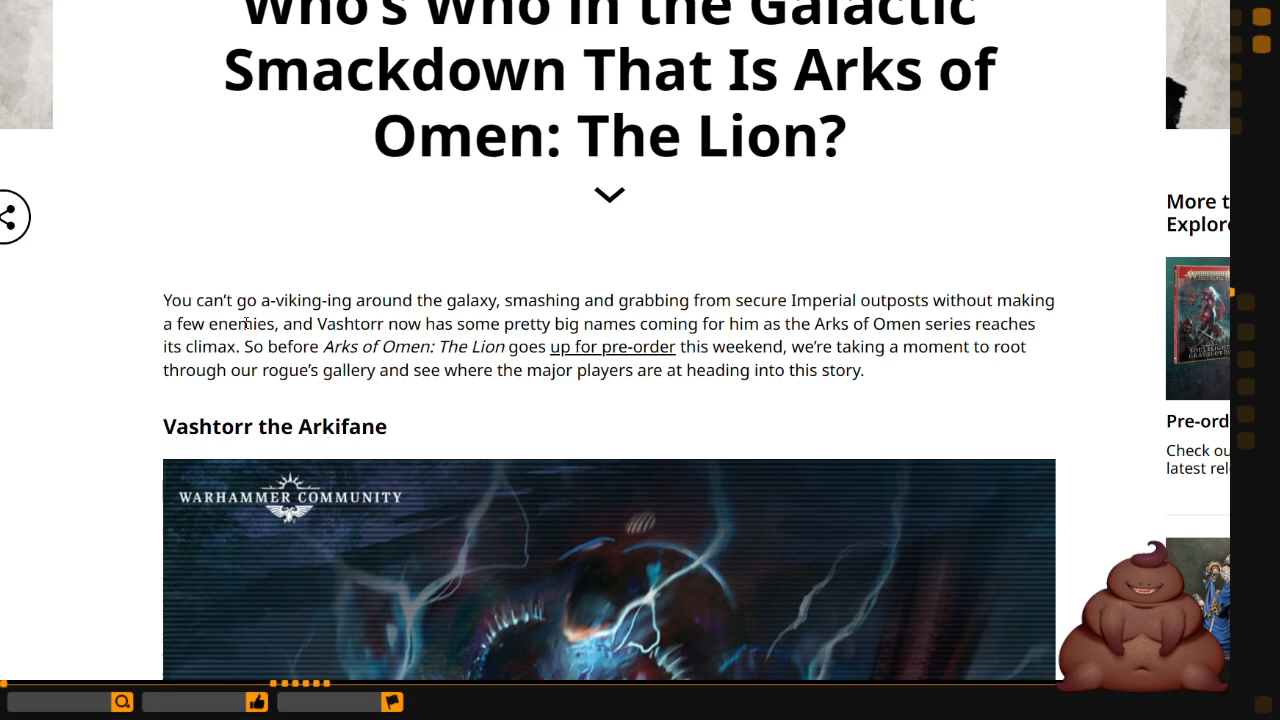 Who's Who in the Galactic
Smackdown That Is Arks of
Omen: The Lion?
You can’t go a-viking-ing around the galaxy, smashing and grabbing from secure Imperial outposts without making
a few enemies, and Vashtorr now has some pretty big names coming for him as the Arks of Omen series reaches
its climax. So before Arks of Omen: The Lion goes up for pre-order this weekend, we’re taking a moment to root
through our rogue’s gallery and see where the major players are at heading into this story.
Vashtorr the Arkifane
WARHAMMER COMMUNITY
More t
Explore
Pre-ord
Check ou
latest rel